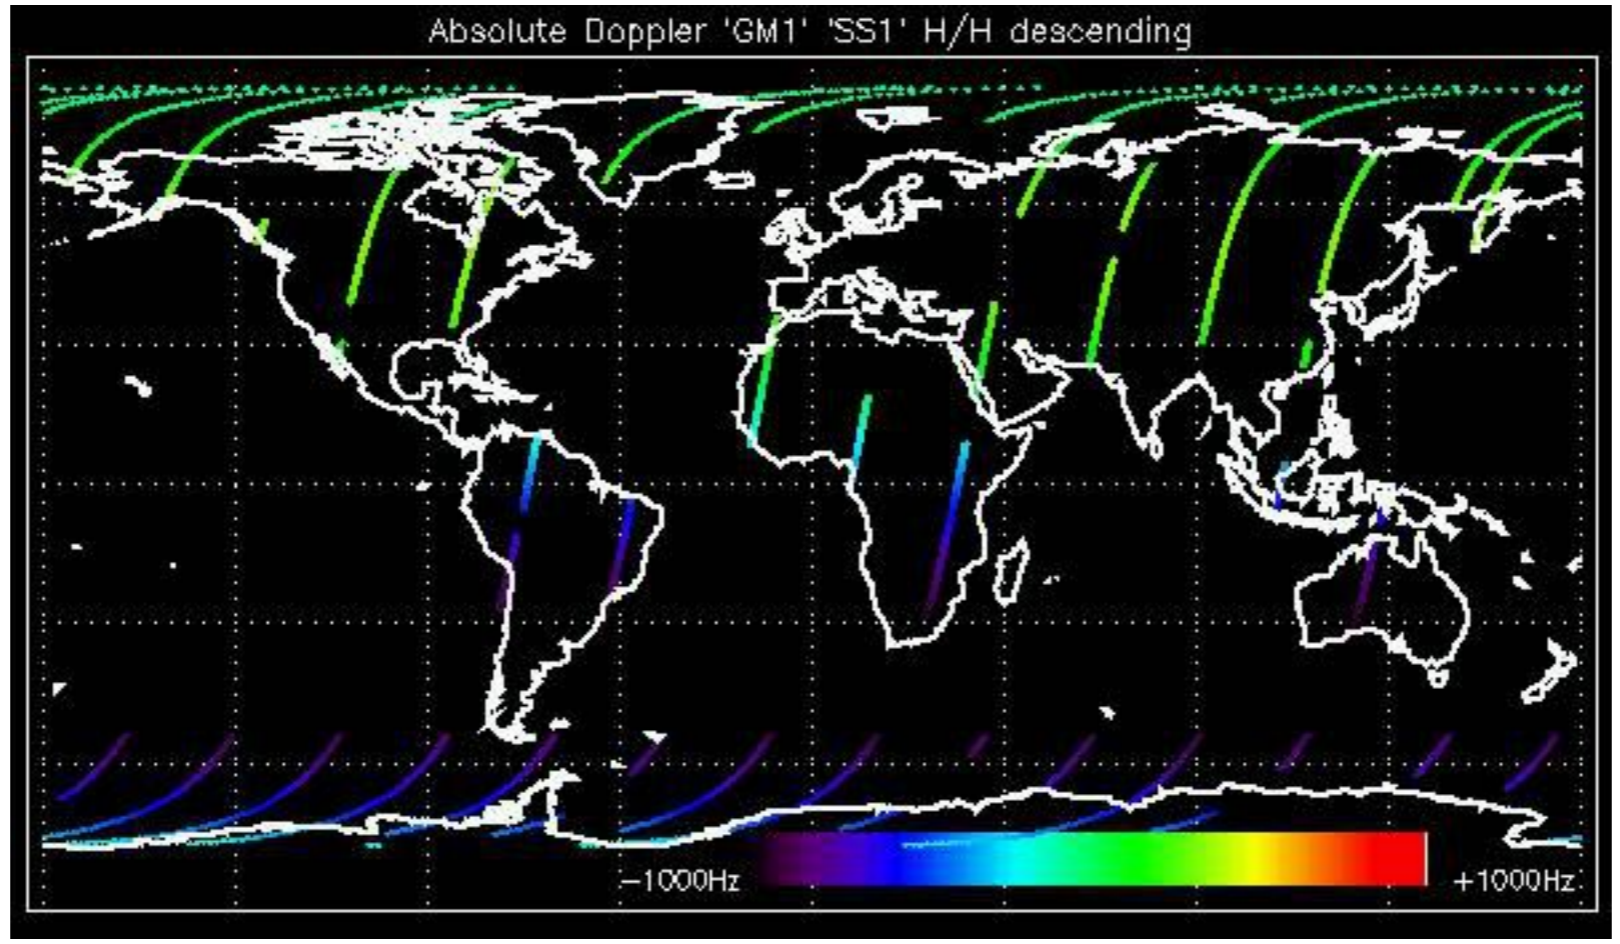 Absolute Doppler 'GM1' 'SS1' H/H descending
−1000Hz
+1000Hz